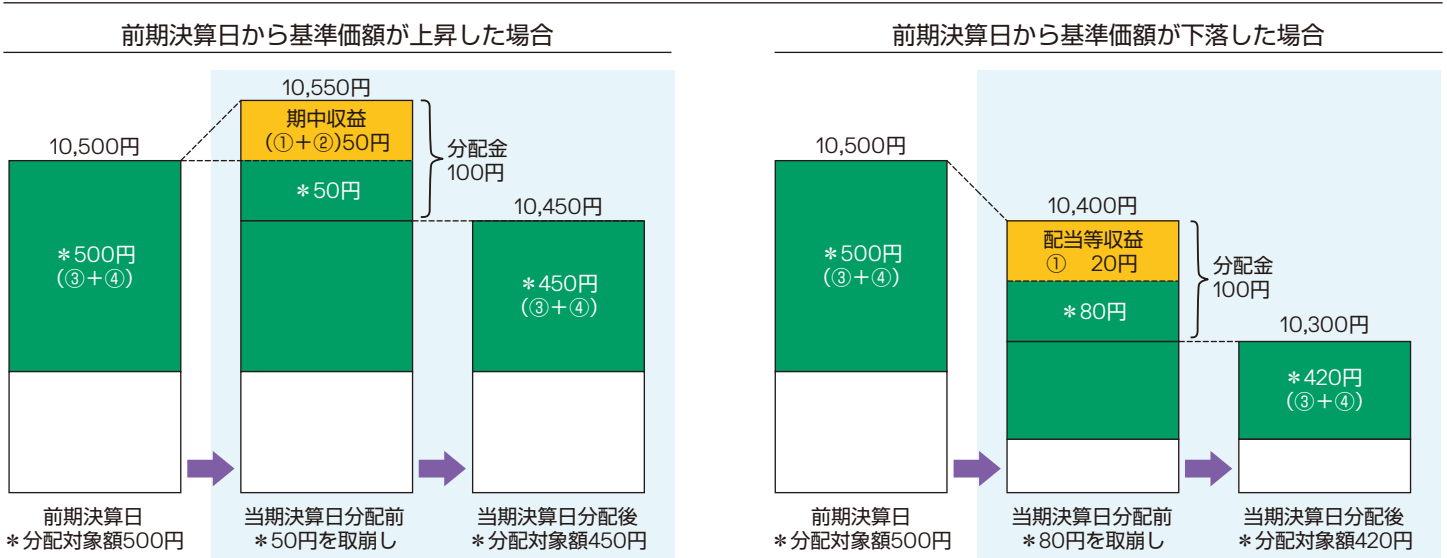 前期決算日から基準価額が上昇した場合
10,550円
期中収益
(①+②)50円
10,500円
分配金
100円
＊50円
10,450円
＊500円
(③+④)
＊450円
(③+④)
前期決算日
＊分配対象額500円
当期決算日分配前
＊50円を取崩し
当期決算日分配後
＊分配対象額450円
前期決算日から基準価額が下落した場合
10,500円
10,400円
配当等収益
①　20円
分配金
100円
＊500円
(③+④)
＊80円
10,300円
＊420円
(③+④)
前期決算日
＊分配対象額500円
当期決算日分配前
＊80円を取崩し
当期決算日分配後
＊分配対象額420円